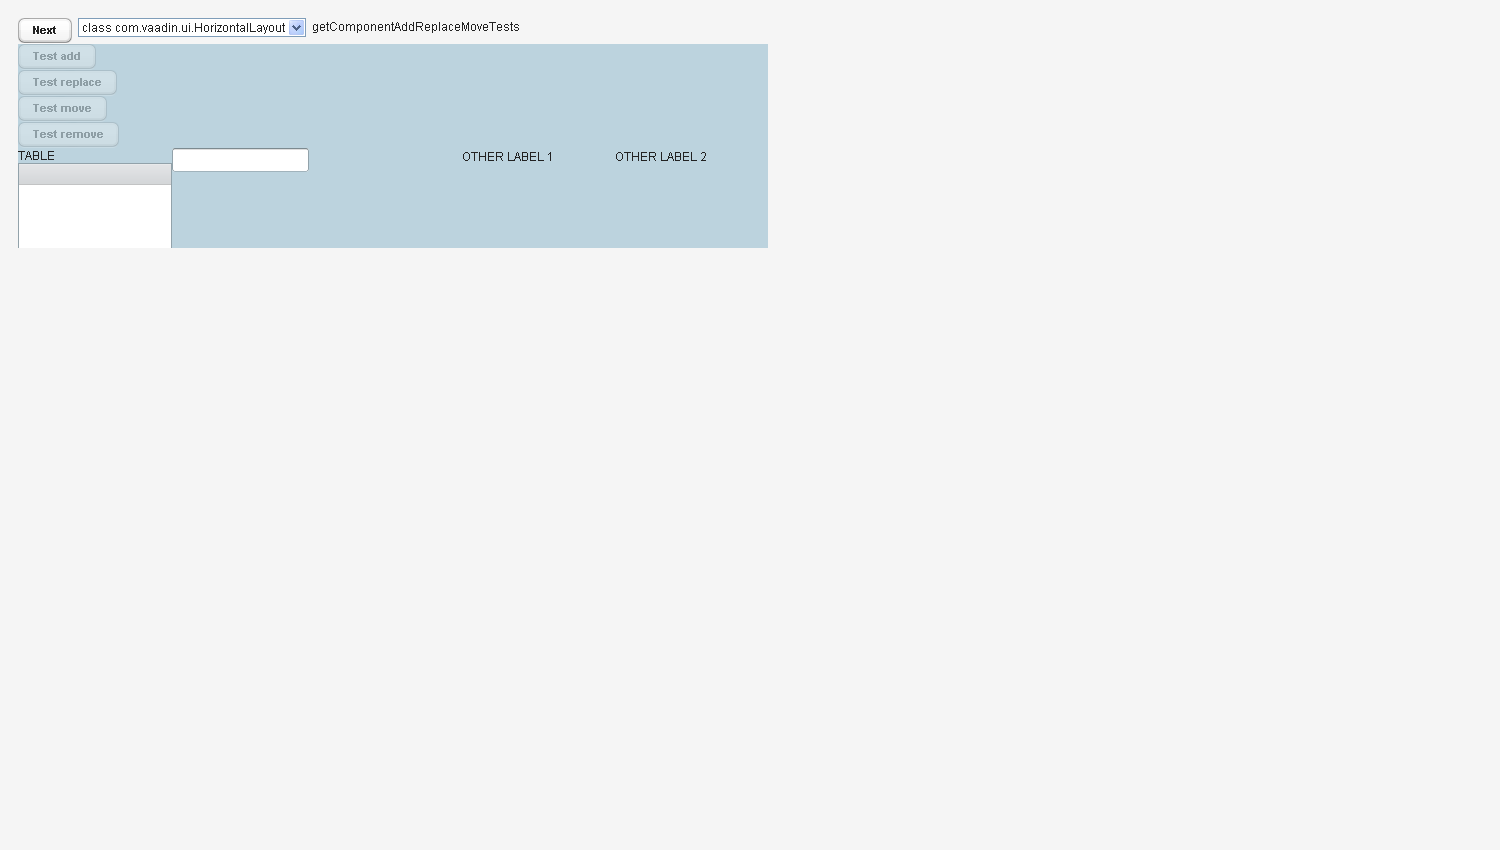 Next class com.vaadin.ui.HorizontalLayout getComponentAddReplaceMoveTests
Test add
Test replace
Test move
Test remove
TABLE OTHER LABEL 1 OTHER LABEL 2